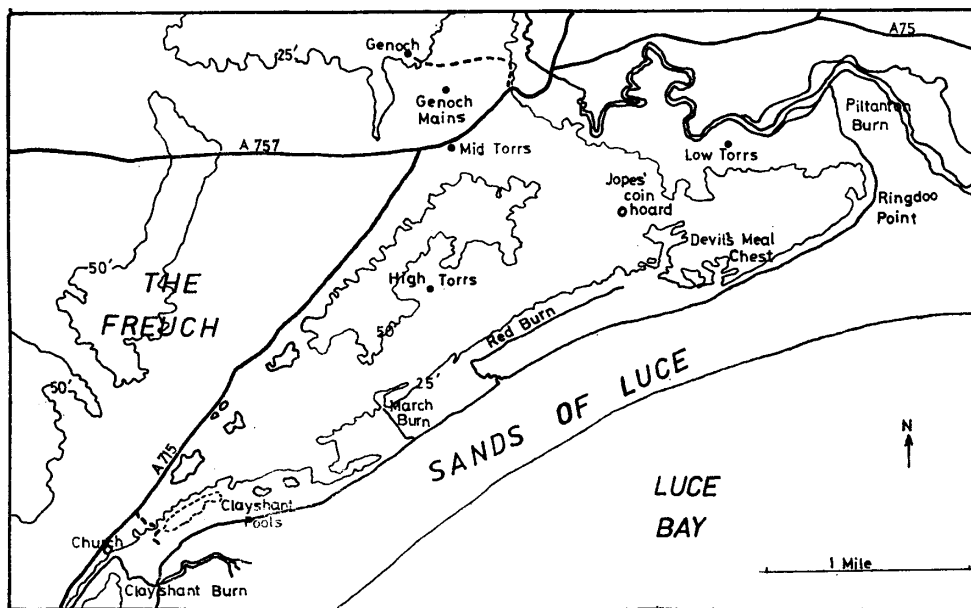 25'
Genoch
A75
Genoch
Mains
Piltanton
Burn
A 757
Mid Torrs
Low Torrs
Jopes'
coin
hoard
Ringdoo
Point
Devil's Meal
Chest
50'
THE
FREUCH
High Torrs
50'
Red Burn
50'
25'
March
Burn
SANDS OF LUCE
N
A 715
LUCE
BAY
Clayshant
Pools
Church
1 Mile
Clayshant Burn